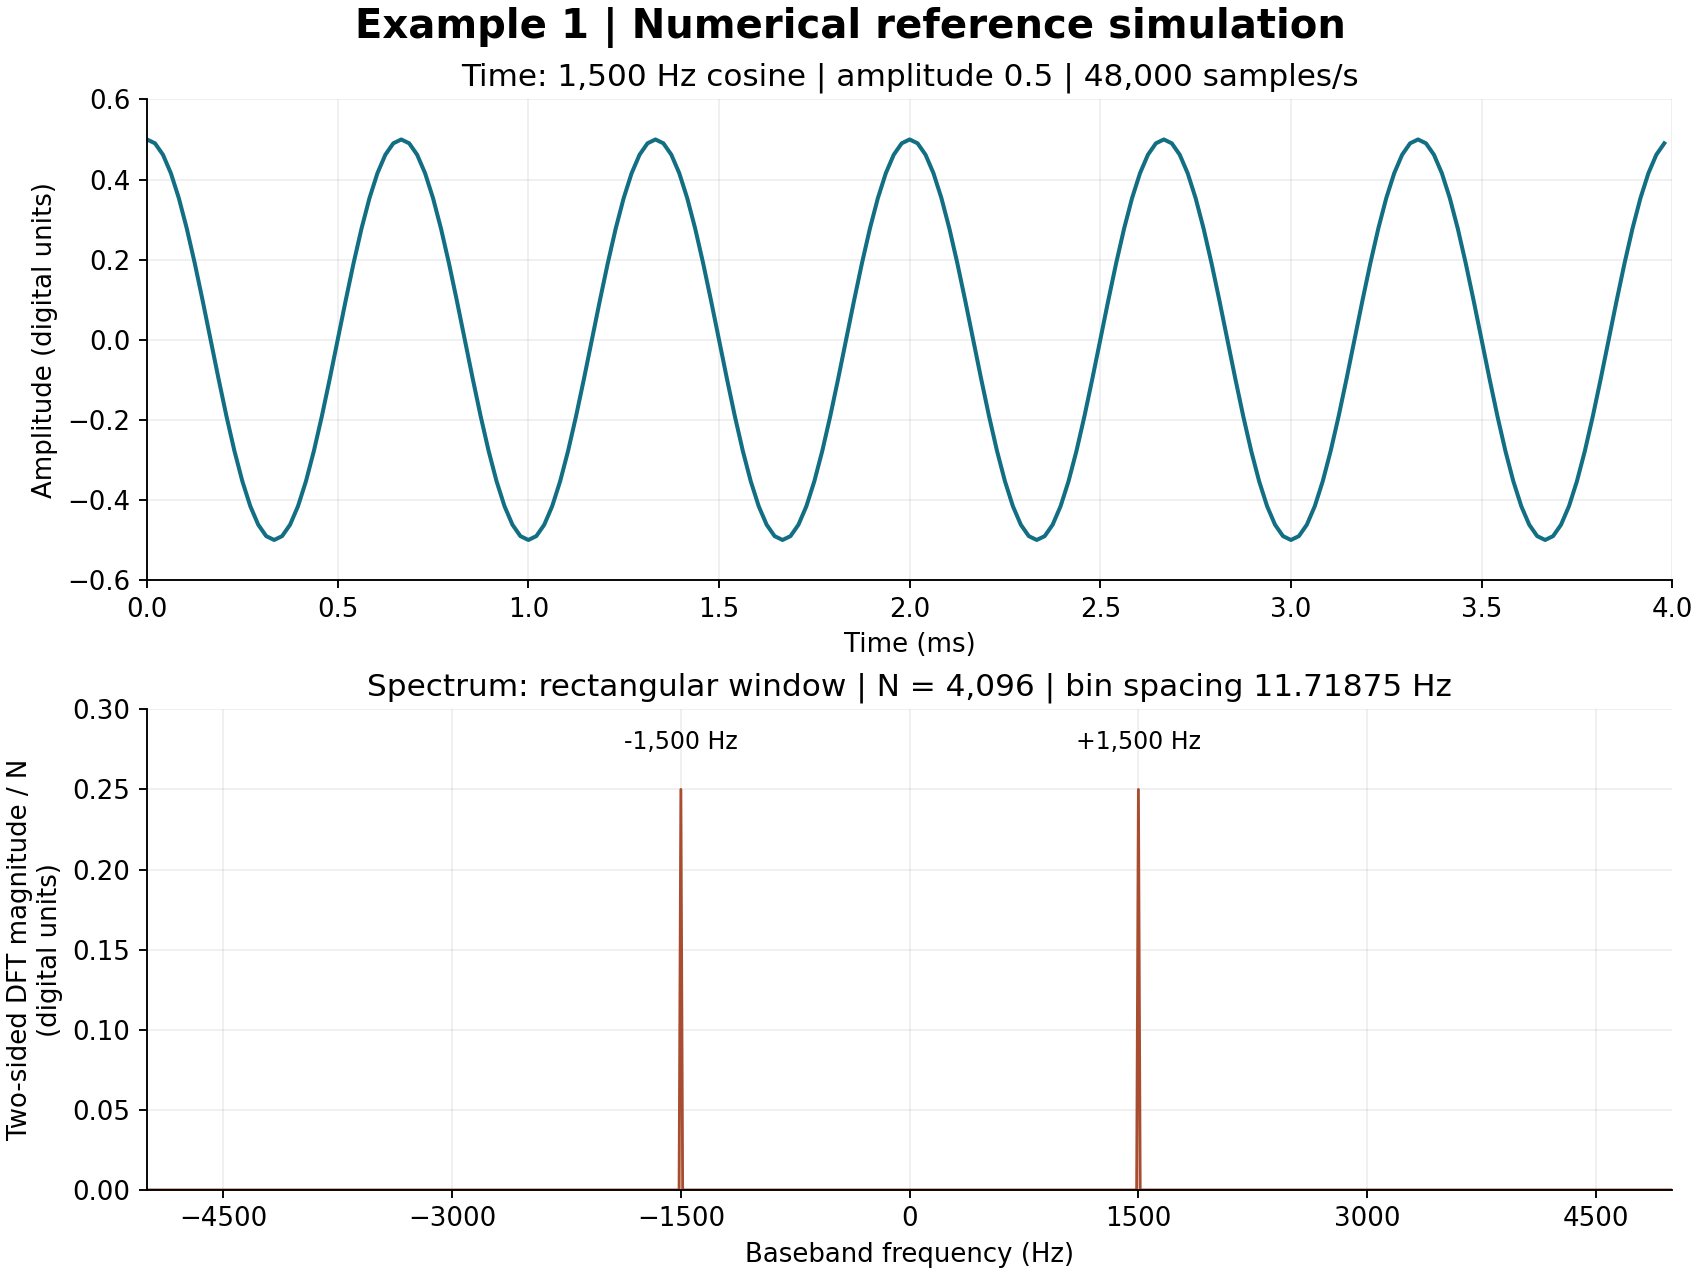 Example 1 | Numerical reference simulation
Time: 1,500 Hz cosine | amplitude 0.5 | 48,000 samples/s
Amplitude (digital units)
0.6
0.4
0.2
0.0
−0.2
−0.4
−0.6
0.0 0.5 1.0 1.5 2.0 2.5 3.0 3.5 4.0
Time (ms)
Spectrum: rectangular window | N = 4,096 | bin spacing 11.71875 Hz
Two-sided DFT magnitude / N
(digital units)
0.30
0.25
0.20
0.15
0.10
0.05
0.00
-1,500 Hz +1,500 Hz
−4500 −3000 −1500 0 1500 3000 4500
Baseband frequency (Hz)